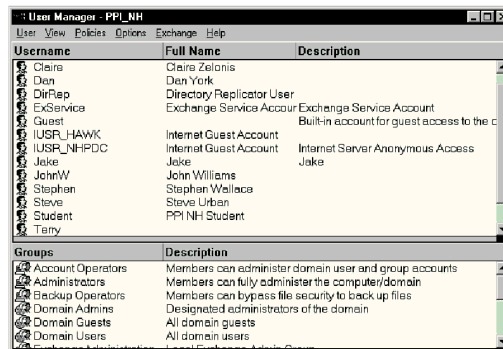 User Manager - PPI_NH
User View Policies Options Exchange Help
Username Full Name Description
Claire Claire Zelonis
Dan Dan York
DirRep Directory Replicator User
ExService Exchange Service Accour Exchange Service Account
Guest Built-in account for guest access to the c
IUSR_HAWK Internet Guest Account
IUSR_NHPDC Internet Guest Account Internet Server Anonymous Access
Jake Jake Jake
JohnW John Williams
Stephen Stephen Wallace
Steve Steve Urban
Student PPI NH Student
Terry
Groups Description
Account Operators Members can administer domain user and group accounts
Administrators Members can fully administer the computer/domain
Backup Operators Members can bypass file security to back up files
Domain Admins Designated administrators of the domain
Domain Guests All domain guests
Domain Users All domain users
Exchange Administration Local Exchange Admin Group